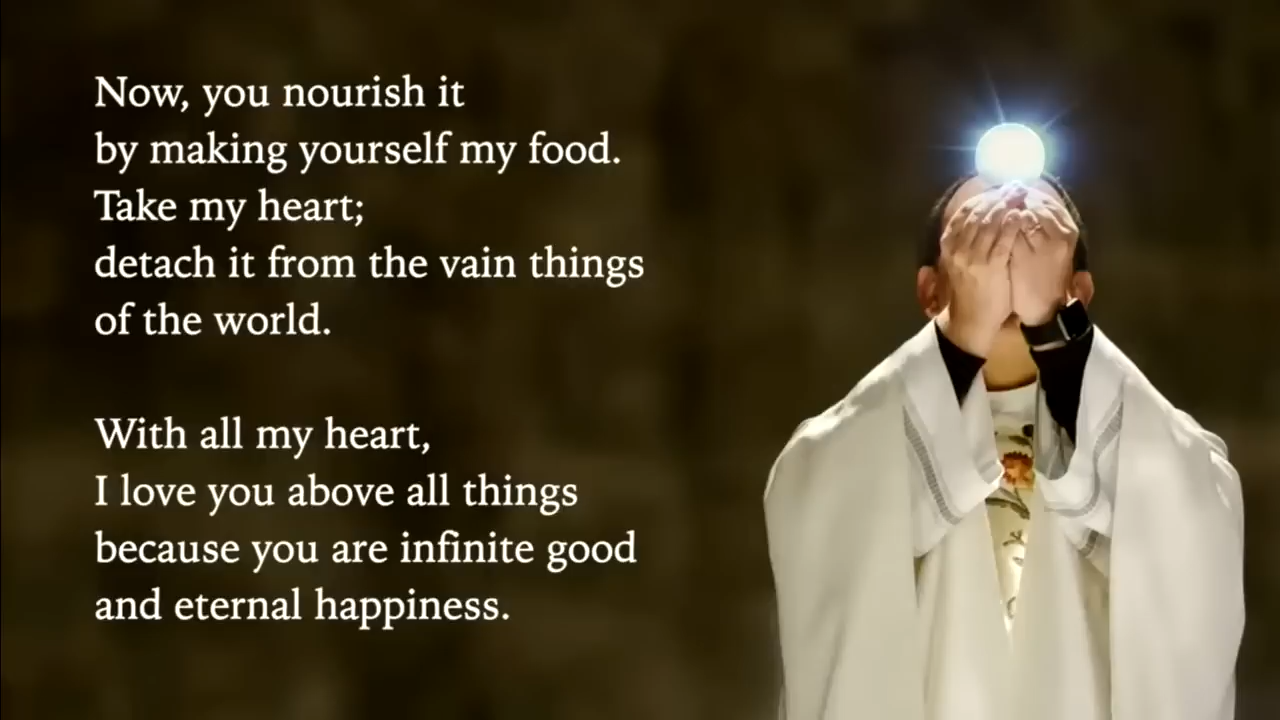 Now, you nourish it
by making yourself my food.
Take my heart;
detach it from the vain things
of the world.
With all my heart,
I love you above all things
because you are infinite good
and eternal happiness.